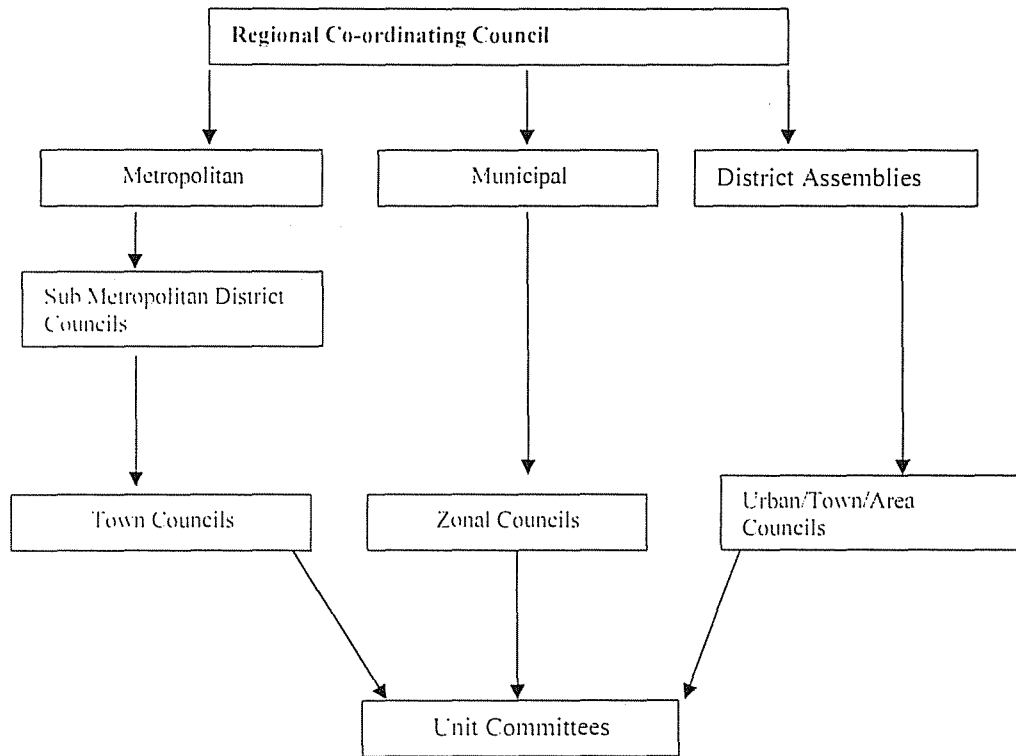 Regional Co-ordinating Council
Metropolitan
Municipal
District Assemblies
Sub Metropolitan District
Councils
Town Councils
Zonal Councils
Urban/Town/Area
Councils
Unit Committees